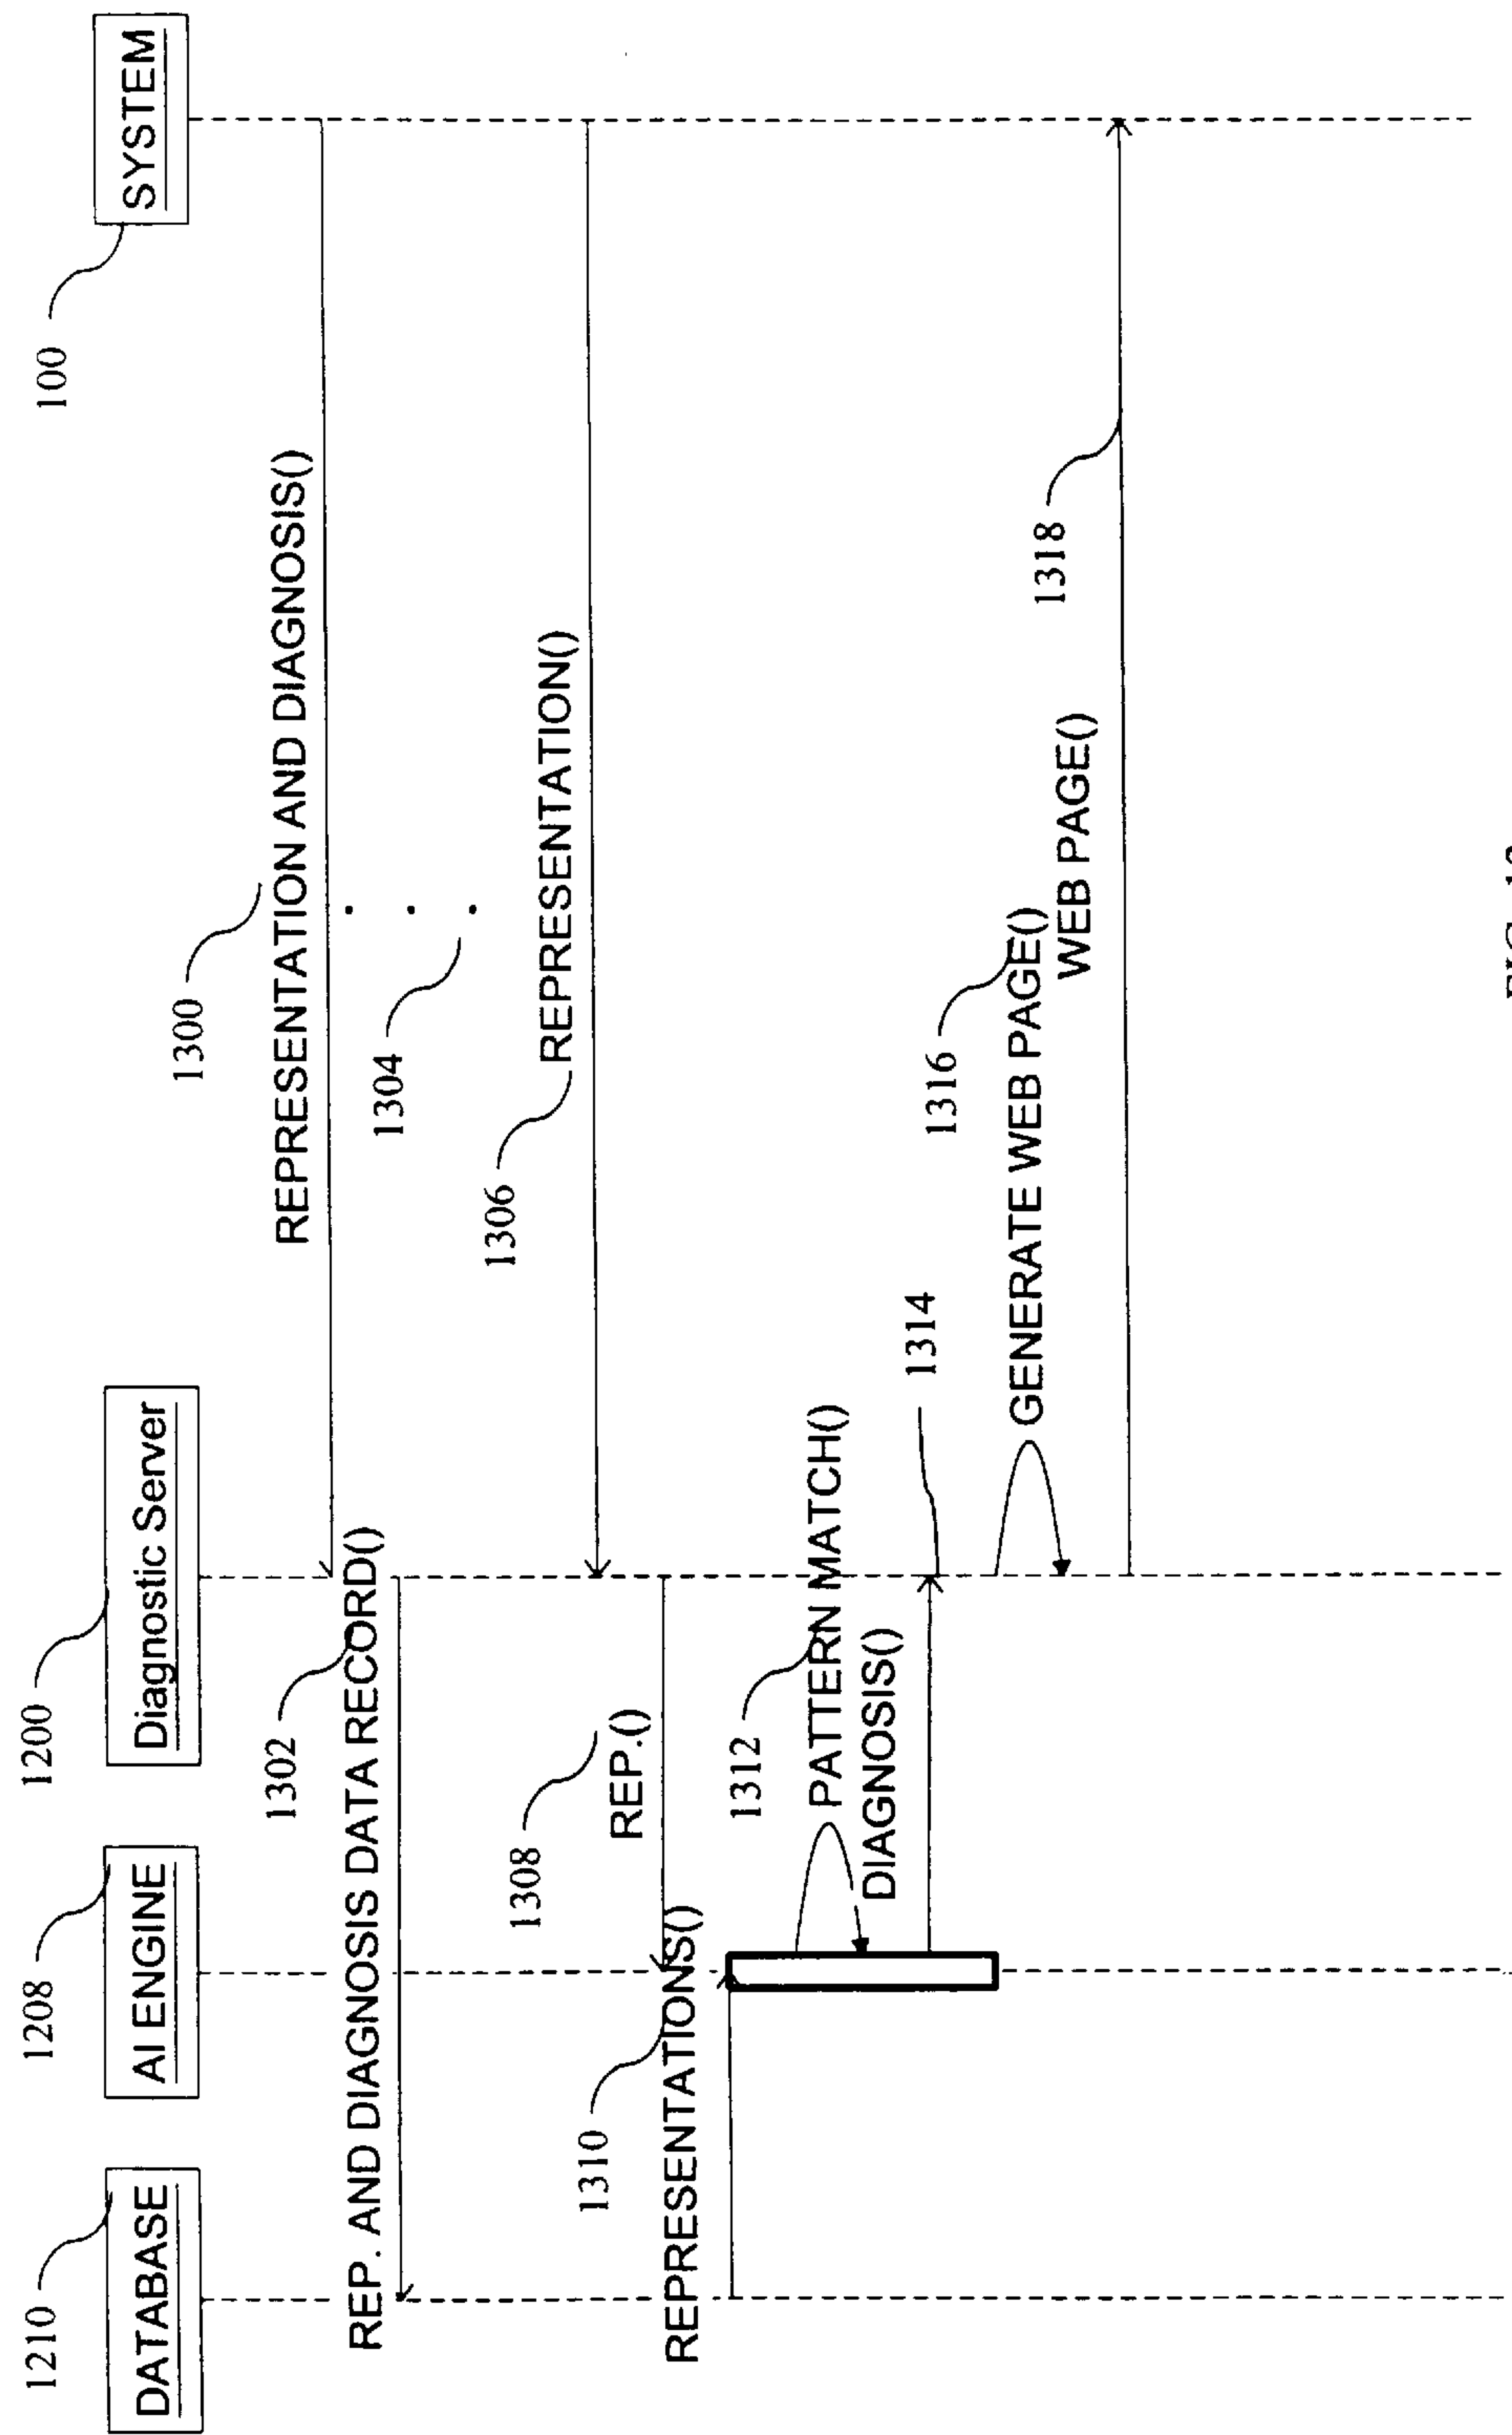 1210
DATABASE
1208
AI ENGINE
1200
Diagnostic Server
100
SYSTEM
1300
REPRESENTATION AND DIAGNOSIS()
1302
REP. AND DIAGNOSIS DATA RECORD()
1304
1306
REPRESENTATION()
1308
REP.()
1310
REPRESENTATIONS()
1312
PATTTERN MATCH()
DIAGNOSIS()
1314
1316
GENERATE WEB PAGE()
1318
WEB PAGE()
FIG.